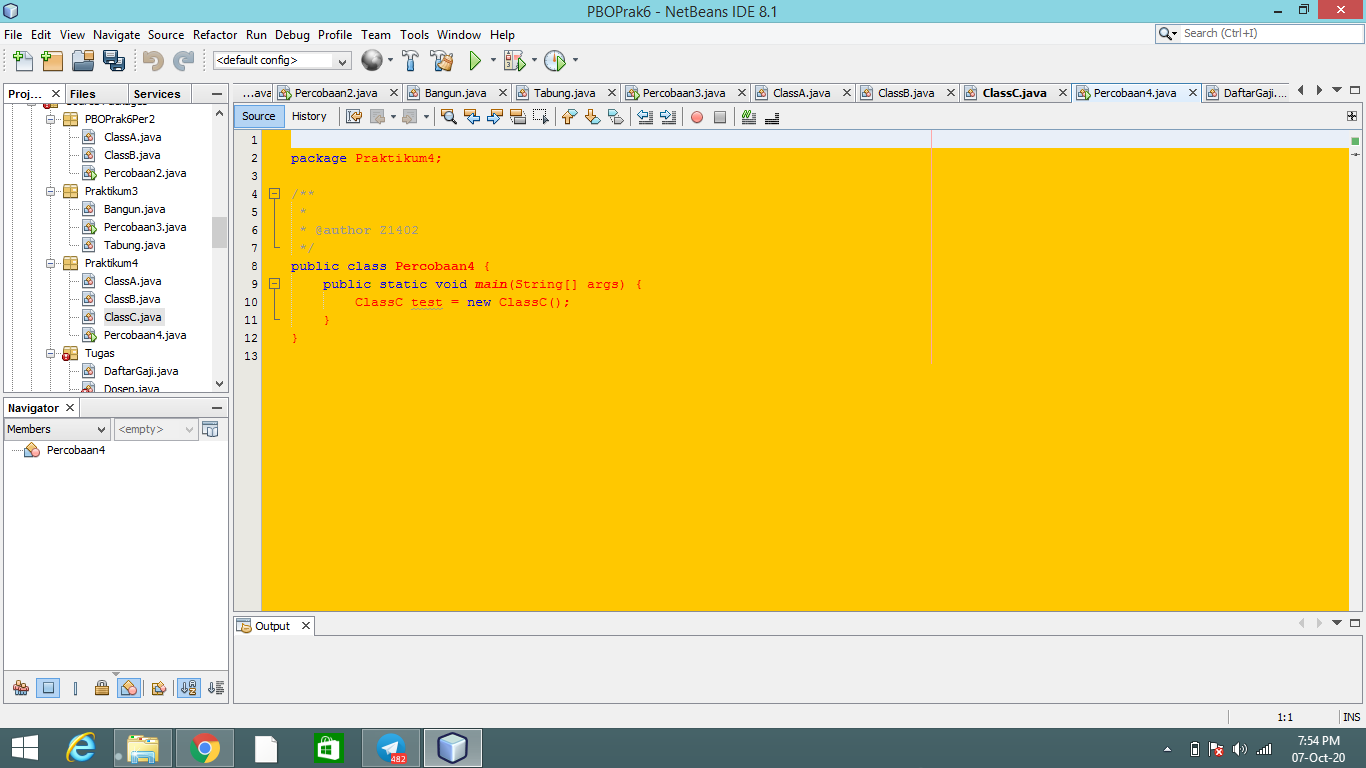 PBOPrak6 - NetBeans IDE 8.1
File Edit View Navigate Source Refactor Run Debug Profile Team Tools Window Help
Search (Ctrl+I)
<default config>
Proj... Files Services
Source Packages
PBOPrak6Per2
ClassA.java
ClassB.java
Percobaan2.java
Praktikum3
Bangun.java
Percobaan3.java
Tabung.java
Praktikum4
ClassA.java
ClassB.java
ClassC.java
Percobaan4.java
Tugas
DaftarGaji.java
Dosen.java
Navigator
Members <empty>
Percobaan4
...ava Percobaan2.java Bangun.java Tabung.java Percobaan3.java ClassA.java ClassB.java ClassC.java Percobaan4.java DaftarGaji....
Source History
1
2 package Praktikum4;
3
4 /**
5 *
6 * @author Z1402
7 */
8 public class Percobaan4 {
9 public static void main(String[] args) {
10 ClassC test = new ClassC();
11 }
12 }
13
Output
1:1 INS
482
7:54 PM
07-Oct-20